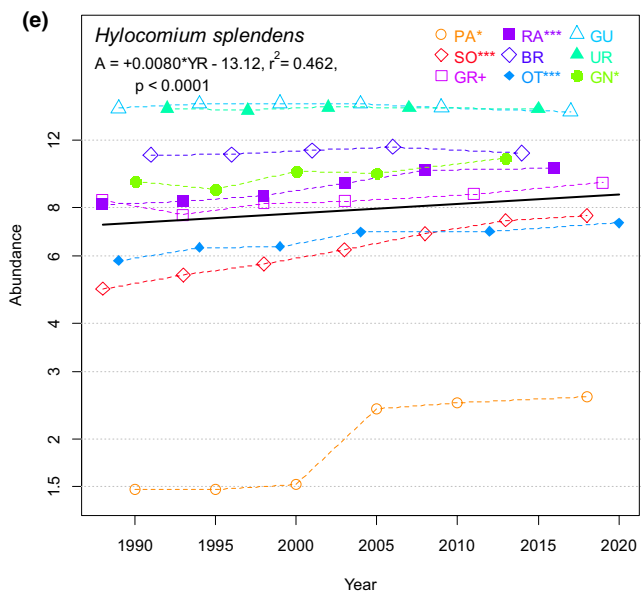 (e)
Hylocomium splendens
A = +0.0080*YR - 13.12, r²= 0.462,
p < 0.0001
PA* RA*** GU
SO*** BR UR
GR+ OT*** GN*
12
8
6
4
3
2
1.5
Abundance
1990 1995 2000 2005 2010 2015 2020
Year